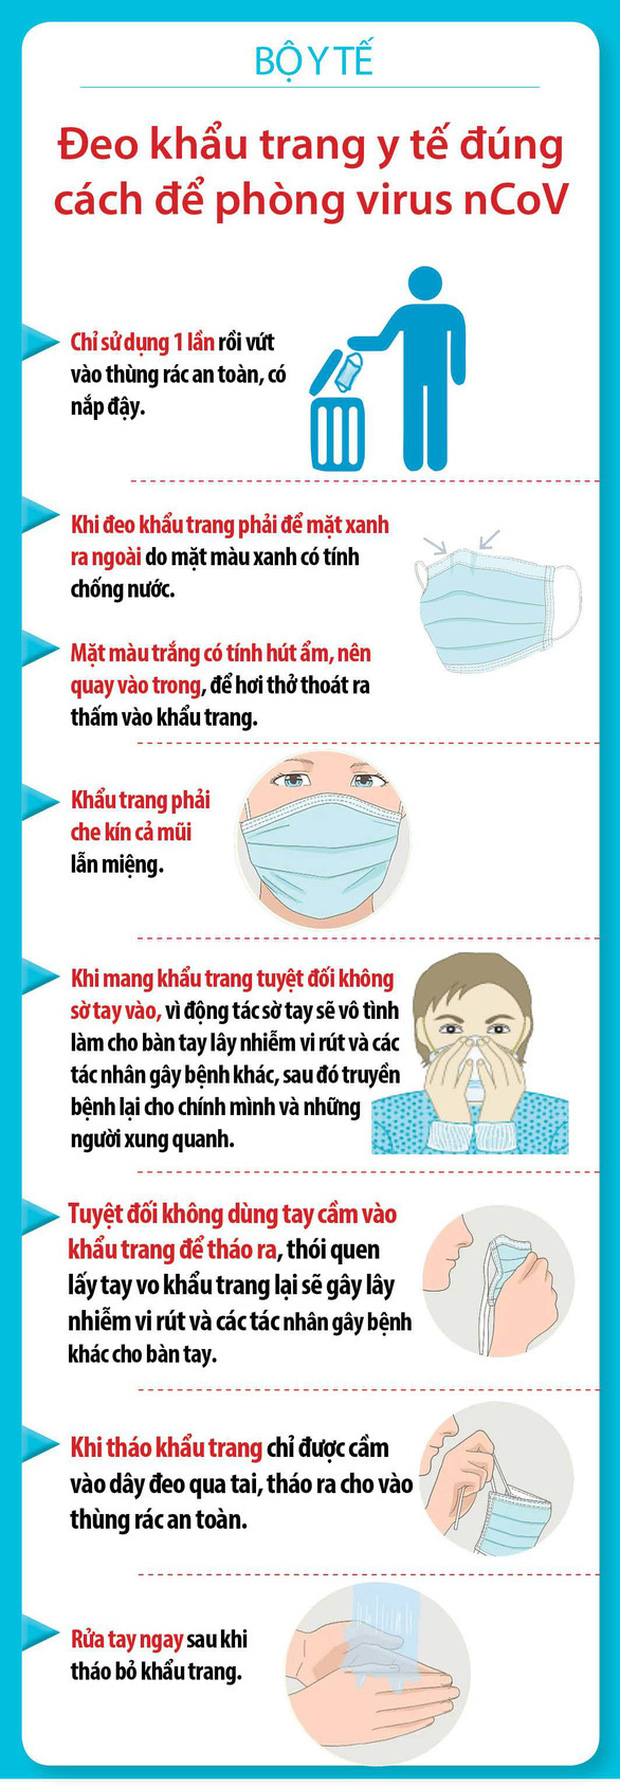 BỘ Y TẾ
Đeo khẩu trang y tế đúng
cách để phòng virus nCoV
Chỉ sử dụng 1 lần rồi vứt
vào thùng rác an toàn, có
nắp đậy.
Khi đeo khẩu trang phải để mặt xanh
ra ngoài do mặt màu xanh có tính
chống nước.
Mặt màu trắng có tính hút ẩm, nên
quay vào trong, để hơi thở thoát ra
thấm vào khẩu trang.
Khẩu trang phải
che kín cả mũi
lẫn miệng.
Khi mang khẩu trang tuyệt đối không
sờ tay vào, vì động tác sờ tay sẽ vô tình
làm cho bàn tay lây nhiễm vi rút và các
tác nhân gây bệnh khác, sau đó truyền
bệnh lại cho chính mình và những
người xung quanh.
Tuyệt đối không dùng tay cầm vào
khẩu trang để tháo ra, thói quen
lấy tay vo khẩu trang lại sẽ gây lây
nhiễm vi rút và các tác nhân gây bệnh
khác cho bàn tay.
Khi tháo khẩu trang chỉ được cầm
vào dây đeo qua tai, tháo ra cho vào
thùng rác an toàn.
Rửa tay ngay sau khi
tháo bỏ khẩu trang.